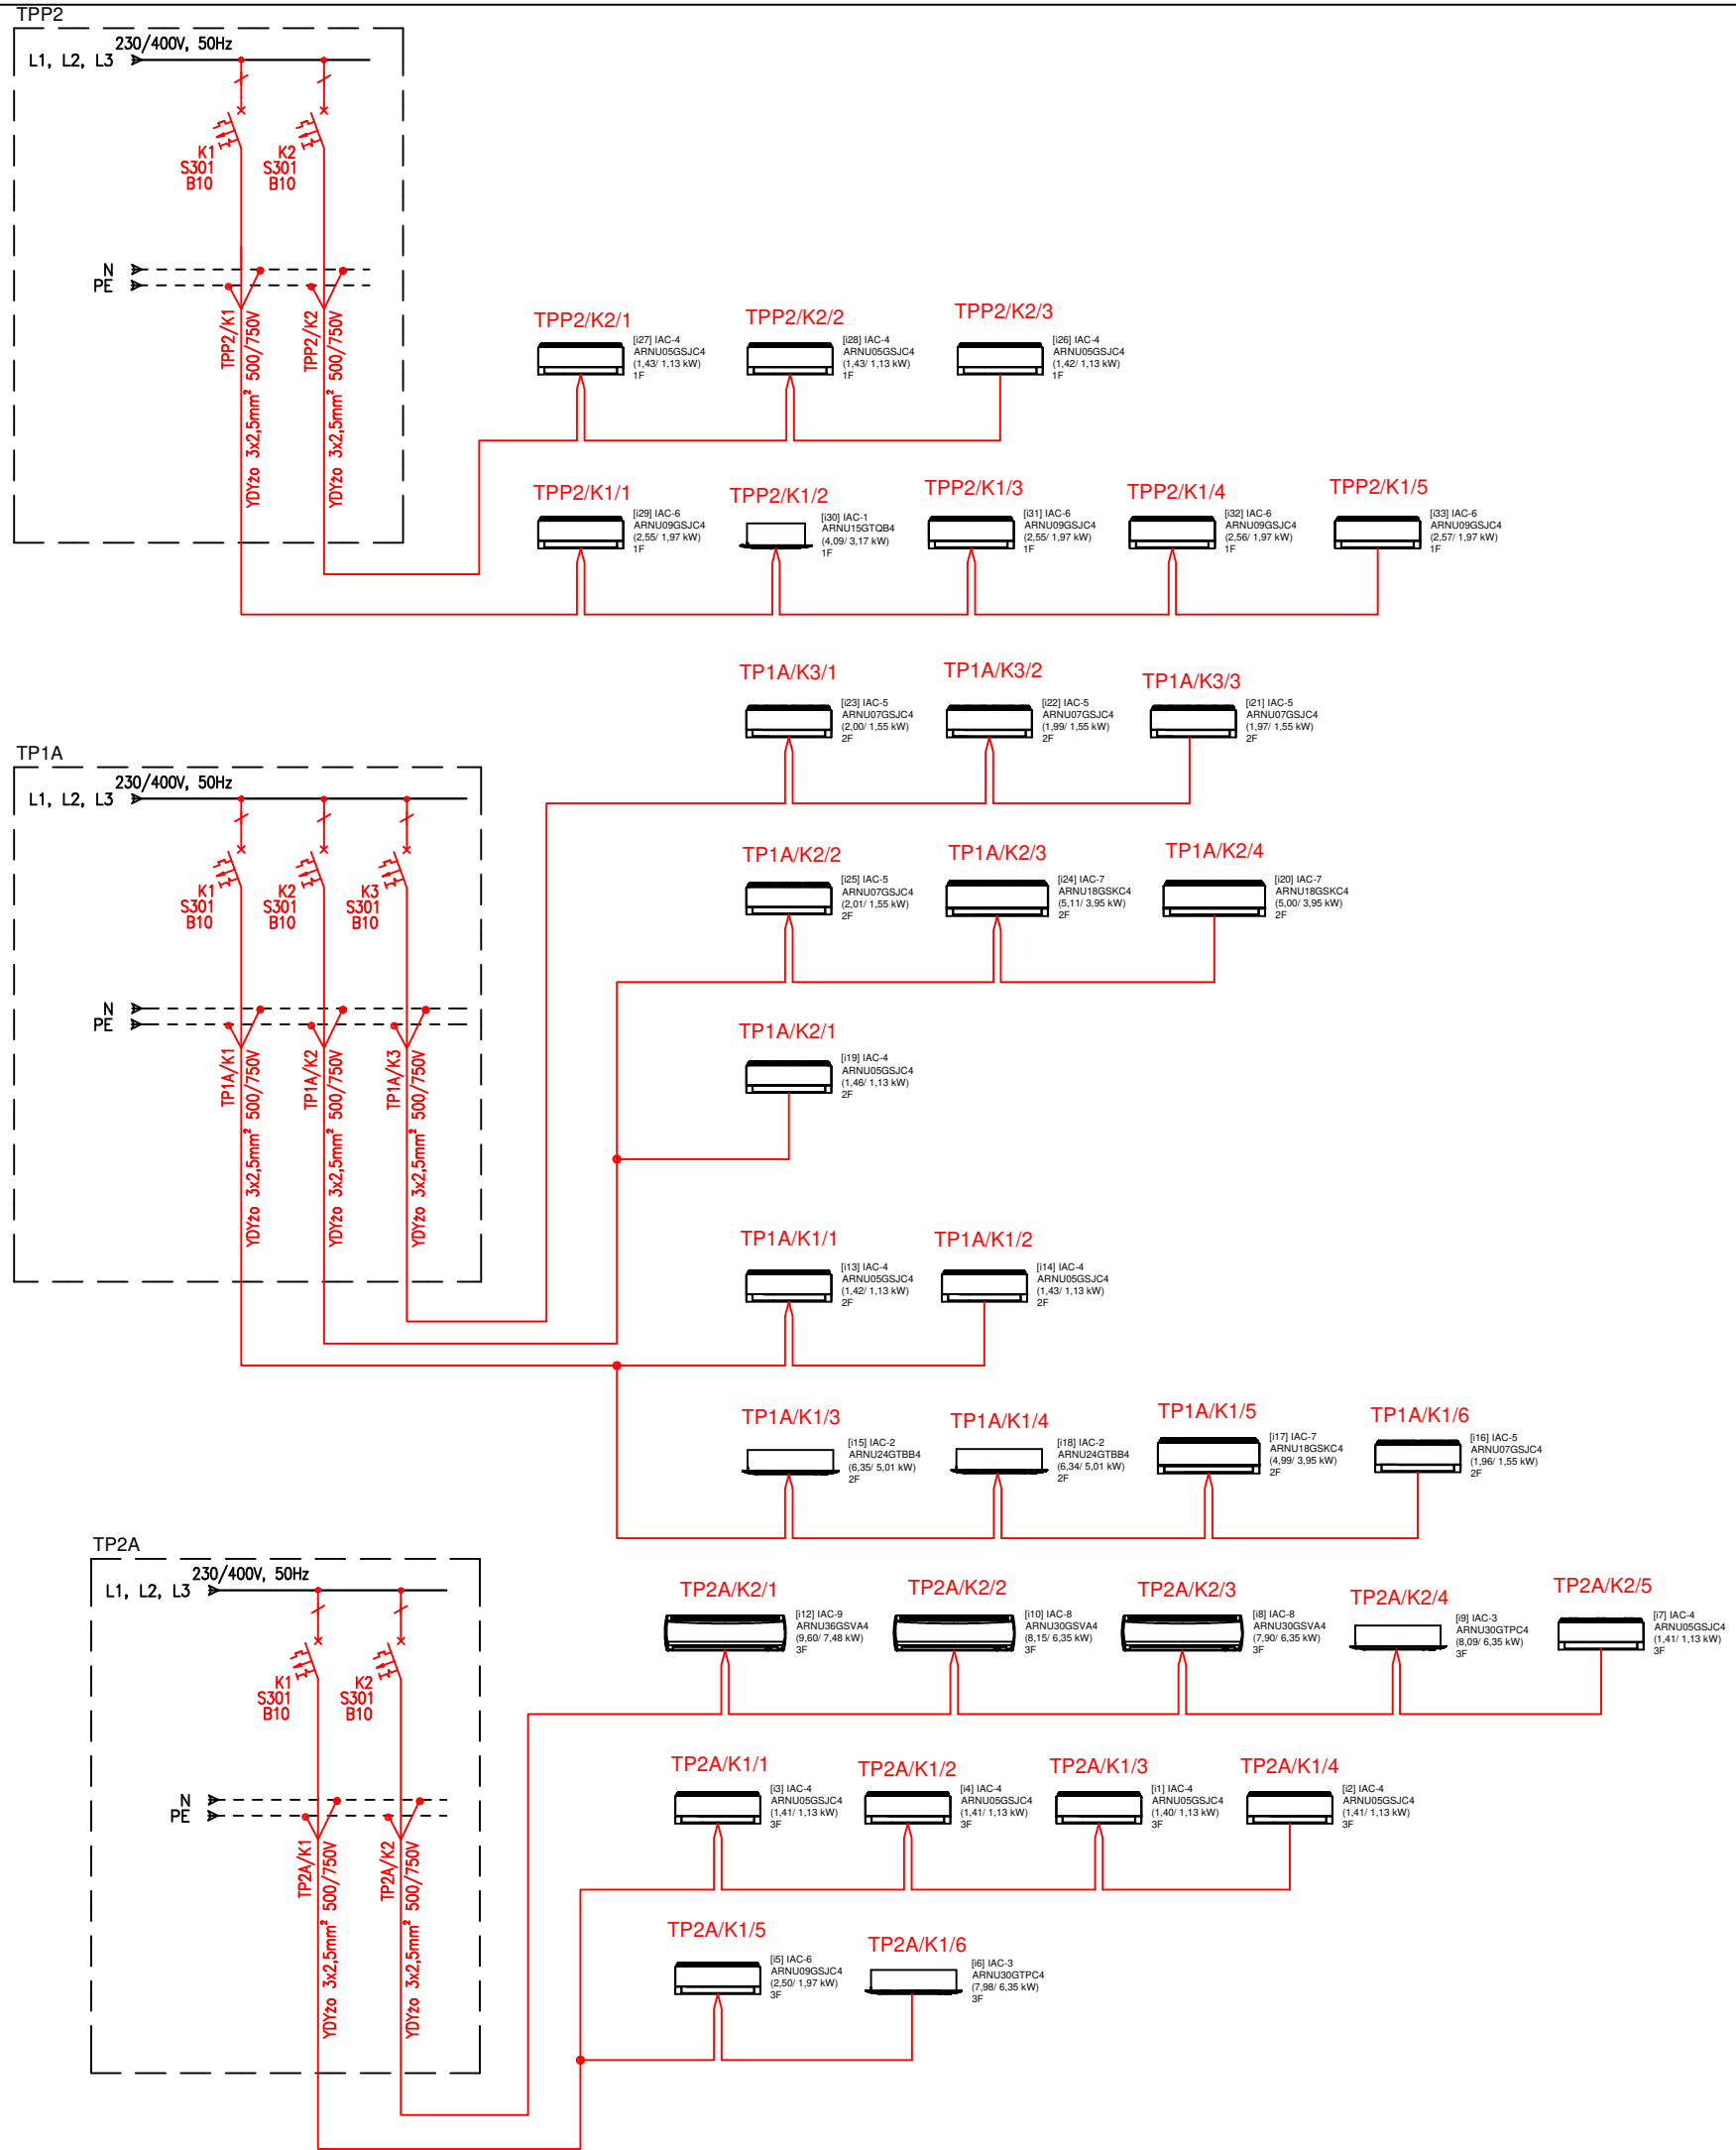 TPP2
230/400V, 50Hz
L1, L2, L3
K1
S301
B10
K2
S301
B10
N
PE
TPP2/K1
YDYżo 3x2,5mm² 500/750V
TPP2/K2
YDYżo 3x2,5mm² 500/750V
TPP2/K2/1
[i27] IAC-4
ARNU05GSJC4
(1,43/ 1,13 kW)
1F
TPP2/K2/2
[i28] IAC-4
ARNU05GSJC4
(1,43/ 1,13 kW)
1F
TPP2/K2/3
[i26] IAC-4
ARNU05GSJC4
(1,42/ 1,13 kW)
1F
TPP2/K1/1
[i29] IAC-6
ARNU09GSJC4
(2,55/ 1,97 kW)
1F
TPP2/K1/2
[i30] IAC-1
ARNU15GTQB4
(4,09/ 3,17 kW)
1F
TPP2/K1/3
[i31] IAC-6
ARNU09GSJC4
(2,55/ 1,97 kW)
1F
TPP2/K1/4
[i32] IAC-6
ARNU09GSJC4
(2,56/ 1,97 kW)
1F
TPP2/K1/5
[i33] IAC-6
ARNU09GSJC4
(2,57/ 1,97 kW)
1F
TP1A
230/400V, 50Hz
L1, L2, L3
K1
S301
B10
K2
S301
B10
K3
S301
B10
N
PE
TP1A/K1
YDYżo 3x2,5mm² 500/750V
TP1A/K2
YDYżo 3x2,5mm² 500/750V
TP1A/K3
YDYżo 3x2,5mm² 500/750V
TP1A/K3/1
[i23] IAC-5
ARNU07GSJC4
(2,00/ 1,55 kW)
2F
TP1A/K3/2
[i22] IAC-5
ARNU07GSJC4
(1,99/ 1,55 kW)
2F
TP1A/K3/3
[i21] IAC-5
ARNU07GSJC4
(1,97/ 1,55 kW)
2F
TP1A/K2/2
[i25] IAC-5
ARNU07GSJC4
(2,01/ 1,55 kW)
2F
TP1A/K2/3
[i24] IAC-7
ARNU18GSKC4
(5,11/ 3,95 kW)
2F
TP1A/K2/4
[i20] IAC-7
ARNU18GSKC4
(5,00/ 3,95 kW)
2F
TP1A/K2/1
[i19] IAC-4
ARNU05GSJC4
(1,46/ 1,13 kW)
2F
TP1A/K1/1
[i13] IAC-4
ARNU05GSJC4
(1,42/ 1,13 kW)
2F
TP1A/K1/2
[i14] IAC-4
ARNU05GSJC4
(1,43/ 1,13 kW)
2F
TP1A/K1/3
[i15] IAC-2
ARNU24GTBB4
(6,35/ 5,01 kW)
2F
TP1A/K1/4
[i18] IAC-2
ARNU24GTBB4
(6,34/ 5,01 kW)
2F
TP1A/K1/5
[i17] IAC-7
ARNU18GSKC4
(4,99/ 3,95 kW)
2F
TP1A/K1/6
[i16] IAC-5
ARNU07GSJC4
(1,96/ 1,55 kW)
2F
TP2A
230/400V, 50Hz
L1, L2, L3
K1
S301
B10
K2
S301
B10
N
PE
TP2A/K1
YDYżo 3x2,5mm² 500/750V
TP2A/K2
YDYżo 3x2,5mm² 500/750V
TP2A/K2/1
[i12] IAC-9
ARNU36GSVA4
(9,60/ 7,48 kW)
3F
TP2A/K2/2
[i10] IAC-8
ARNU30GSVA4
(8,15/ 6,35 kW)
3F
TP2A/K2/3
[i8] IAC-8
ARNU30GSVA4
(7,90/ 6,35 kW)
3F
TP2A/K2/4
[i9] IAC-3
ARNU30GTPC4
(8,09/ 6,35 kW)
3F
TP2A/K2/5
[i7] IAC-4
ARNU05GSJC4
(1,41/ 1,13 kW)
3F
TP2A/K1/1
[i3] IAC-4
ARNU05GSJC4
(1,41/ 1,13 kW)
3F
TP2A/K1/2
[i4] IAC-4
ARNU05GSJC4
(1,41/ 1,13 kW)
3F
TP2A/K1/3
[i1] IAC-4
ARNU05GSJC4
(1,40/ 1,13 kW)
3F
TP2A/K1/4
[i2] IAC-4
ARNU05GSJC4
(1,41/ 1,13 kW)
3F
TP2A/K1/5
[i5] IAC-6
ARNU09GSJC4
(2,50/ 1,97 kW)
3F
TP2A/K1/6
[i6] IAC-3
ARNU30GTPC4
(7,98/ 6,35 kW)
3F